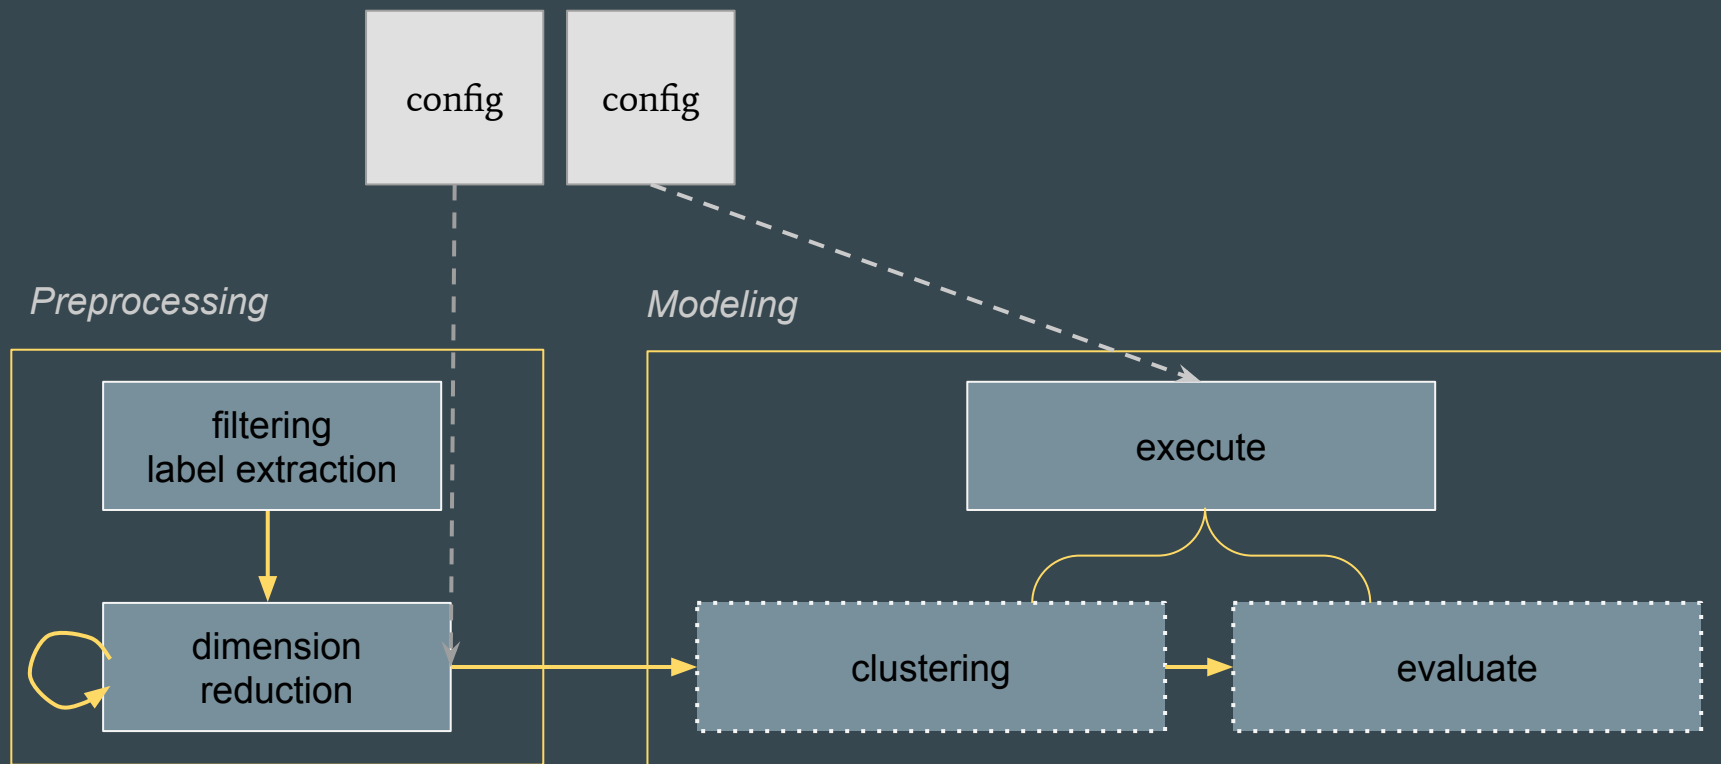 config
config
Preprocessing
Modeling
filtering
label extraction
execute
dimension
reduction
clustering
evaluate